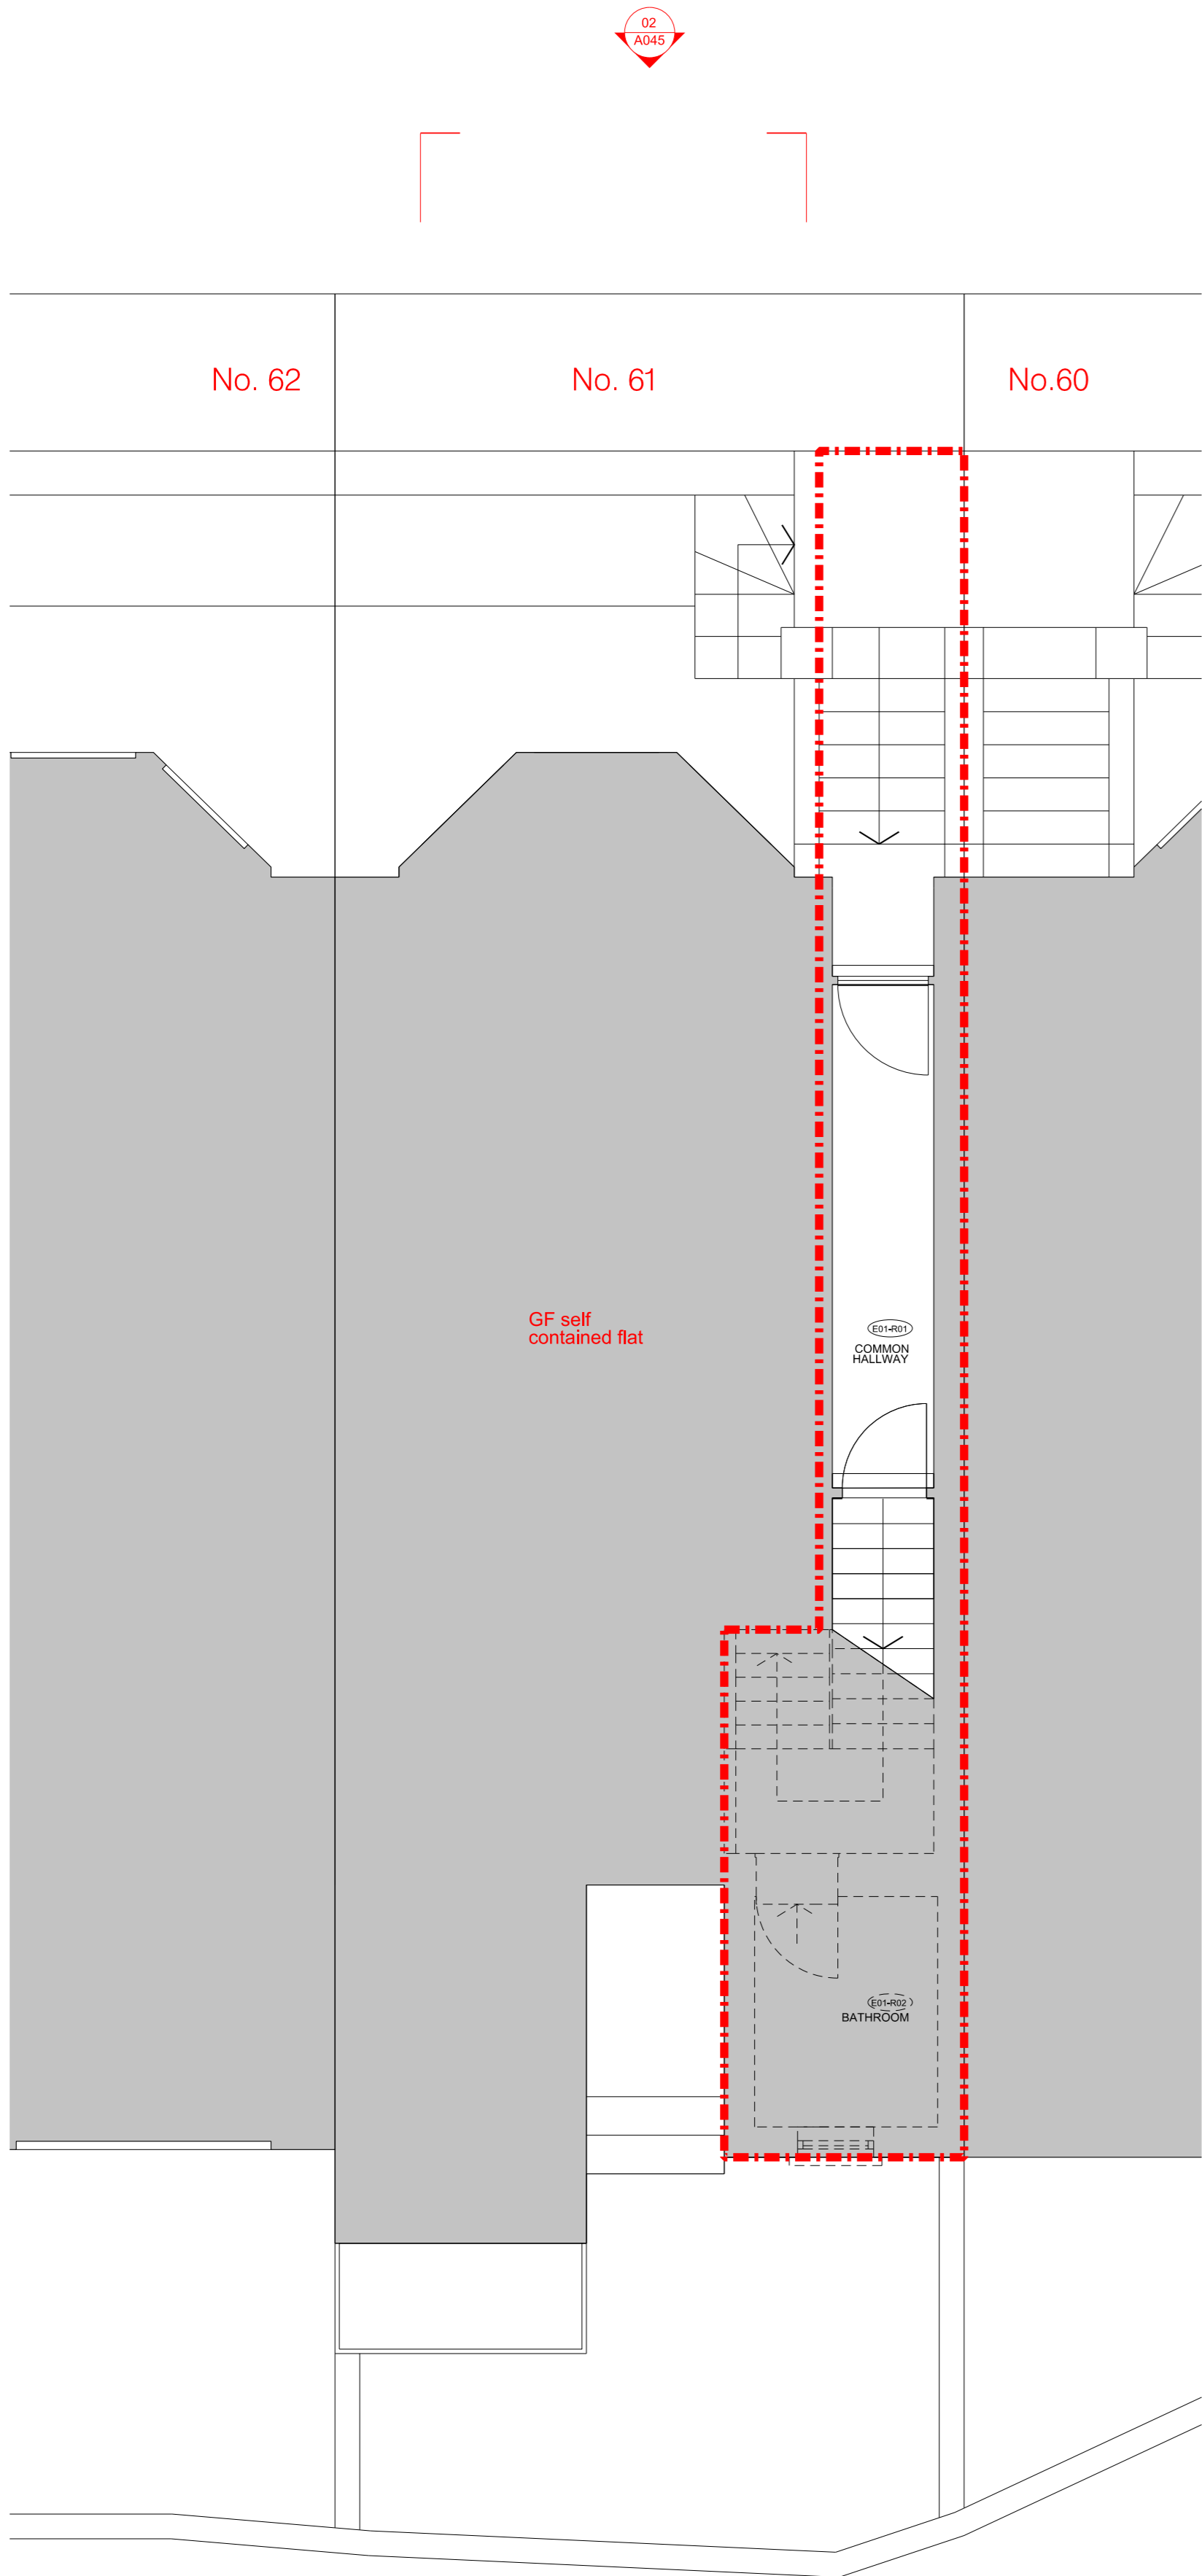 02
A045
No. 62
No. 61
No.60
GF self
contained flat
E01-R01
COMMON
HALLWAY
E01-R02
BATHROOM